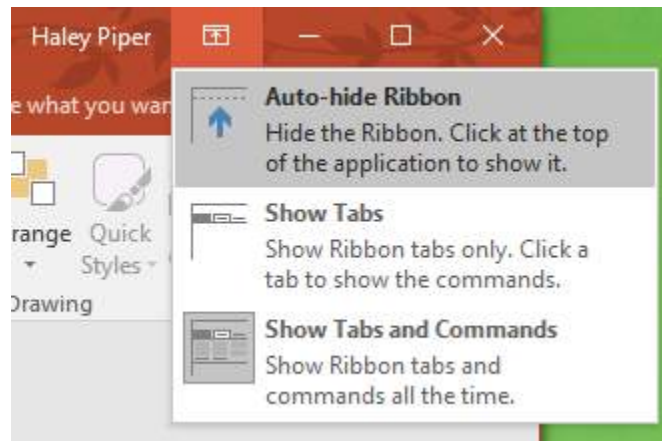 Haley Piper
what you war
Auto-hide Ribbon
Hide the Ribbon. Click at the top
of the application to show it.
Show Tabs
Show Ribbon tabs only. Click a
tab to show the commands.
Show Tabs and Commands
Show Ribbon tabs and
commands all the time.
range
Quick
Styles
Drawing